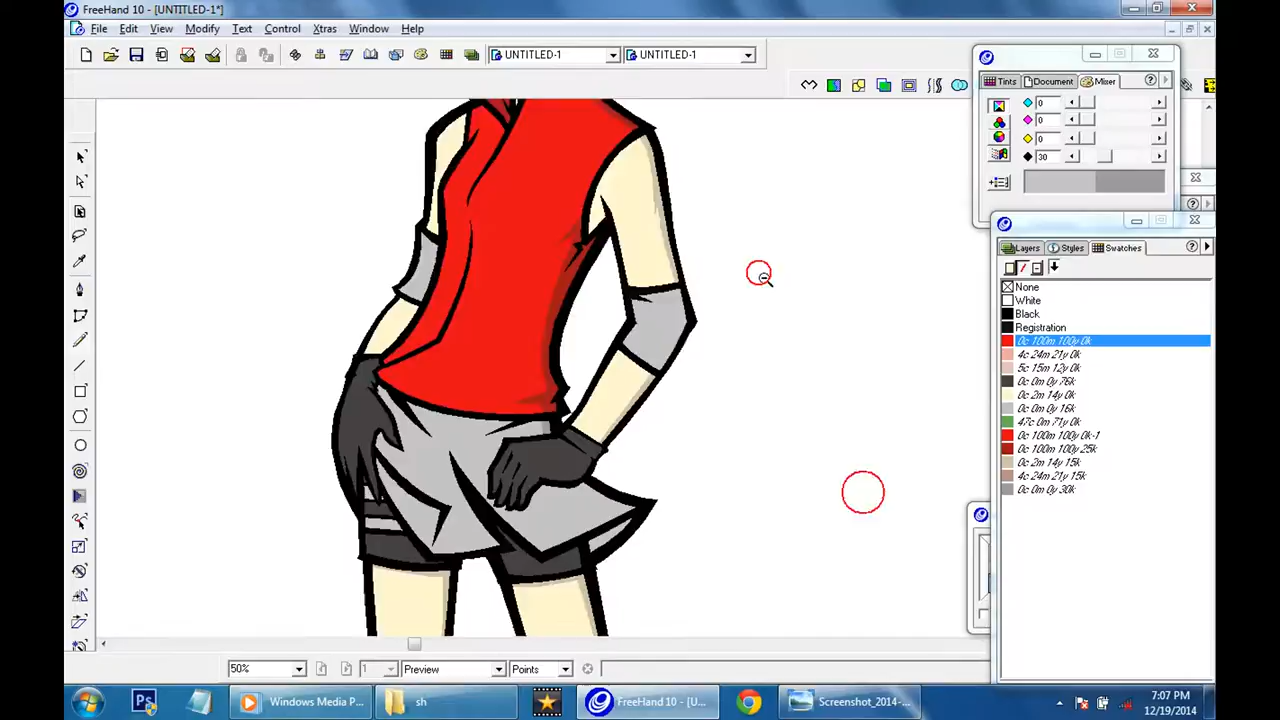 FreeHand 10 - [UNTITLED-1*]
File Edit View Modify Text Control Xtras Window Help
UNTITLED-1 UNTITLED-1
Tints Document Mixer ?
0
0
0
30
?
Layers Styles Swatches ?
None
White
Black
Registration
0c 100m 100y 0k
4c 24m 21y 0k
5c 15m 12y 0k
0c 0m 0y 76k
0c 2m 14y 0k
0c 0m 0y 16k
47c 0m 71y 0k
0c 100m 100y 0k-1
0c 100m 100y 25k
0c 2m 14y 15k
4c 24m 21y 15k
0c 0m 0y 30k
50% 1 Preview Points
Ps Windows Media P... sh FreeHand 10 - [U... Screenshot_2014-... 7:07 PM
12/19/2014